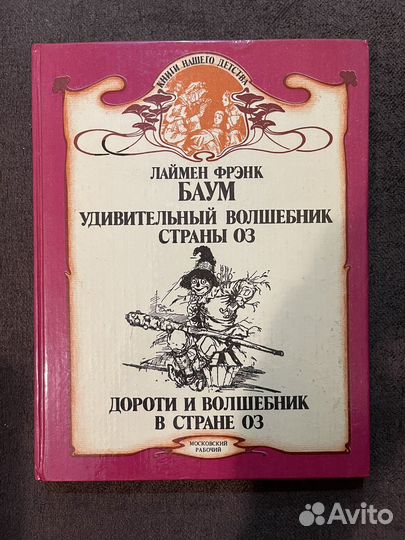 КНИГИ НАШЕГО ДЕТСТВА
ЛАЙМЕН ФРЭНК
БАУМ
УДИВИТЕЛЬНЫЙ ВОЛШЕБНИК
СТРАНЫ ОЗ
ДОРОТИ И ВОЛШЕБНИК
В СТРАНЕ ОЗ
МОСКОВСКИЙ
РАБОЧИЙ
Avito